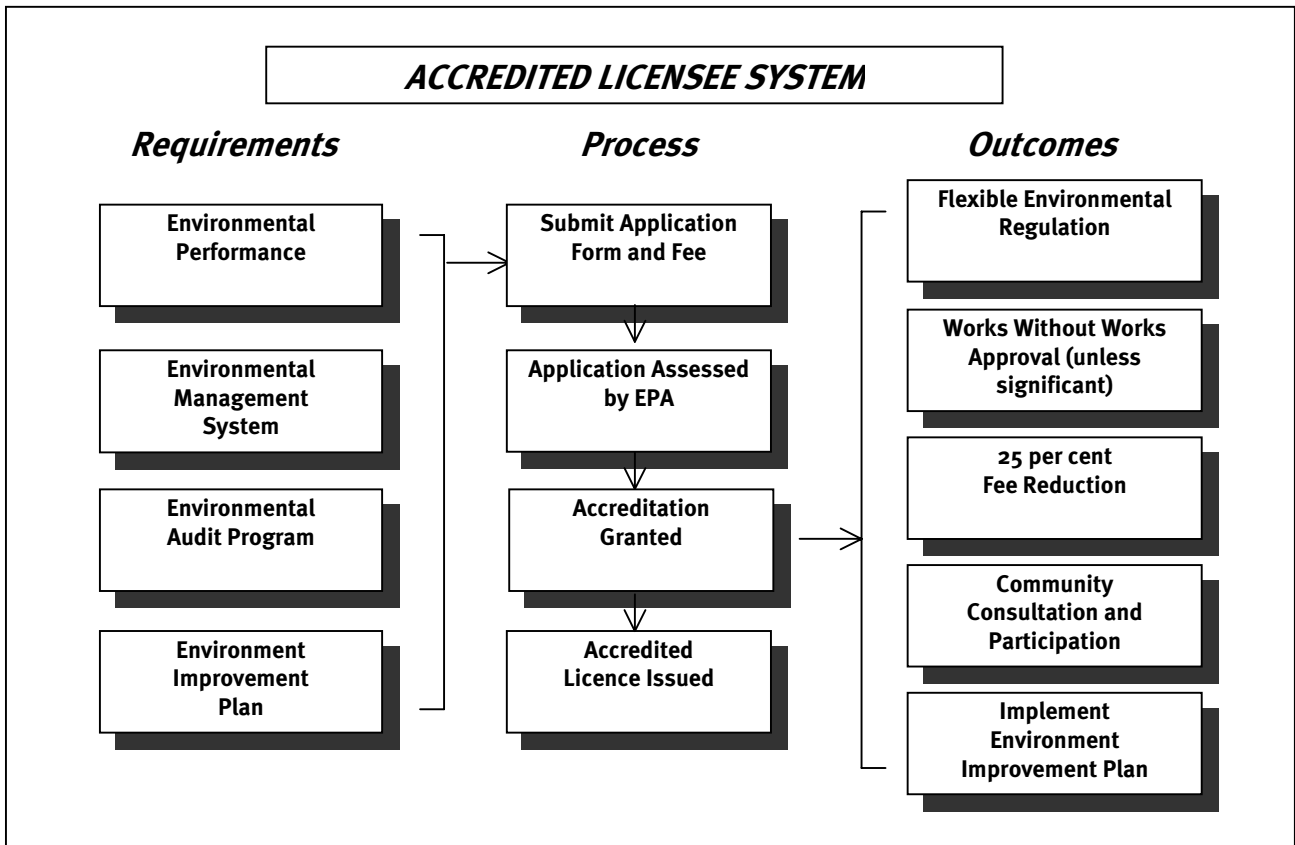 ACCREDITED LICENSEE SYSTEM
Requirements
Environmental
Performance
Environmental
Management
System
Environmental
Audit Program
Environment
Improvement
Plan
Process
Submit Application
Form and Fee
Application Assessed
by EPA
Accreditation
Granted
Accredited
Licence Issued
Outcomes
Flexible Environmental
Regulation
Works Without Works
Approval (unless
significant)
25 per cent
Fee Reduction
Community
Consultation and
Participation
Implement
Environment
Improvement Plan